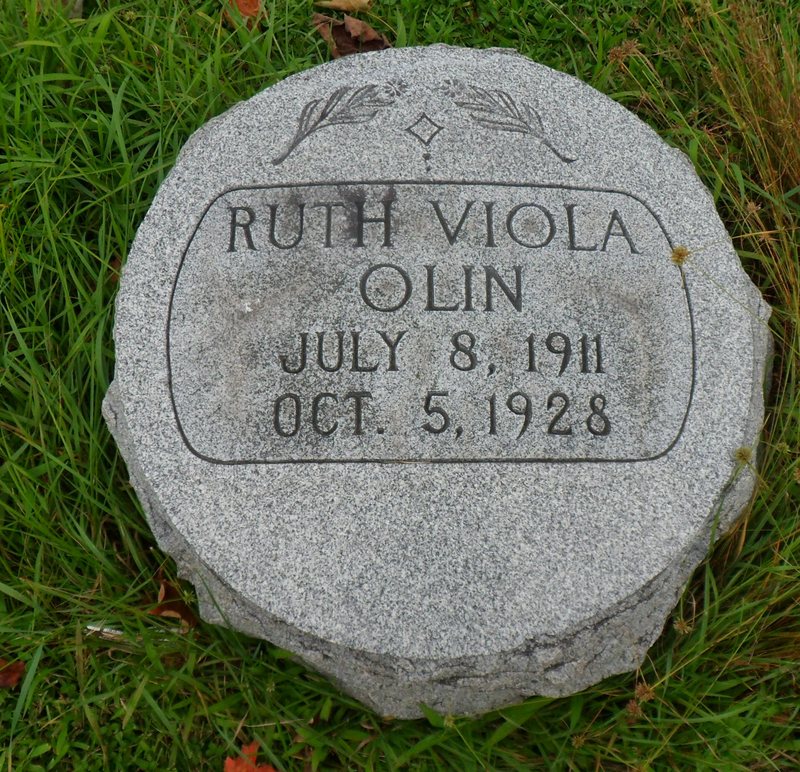 RUTH VIOLA
OLIN
JULY 8, 1911
OCT. 5, 1928